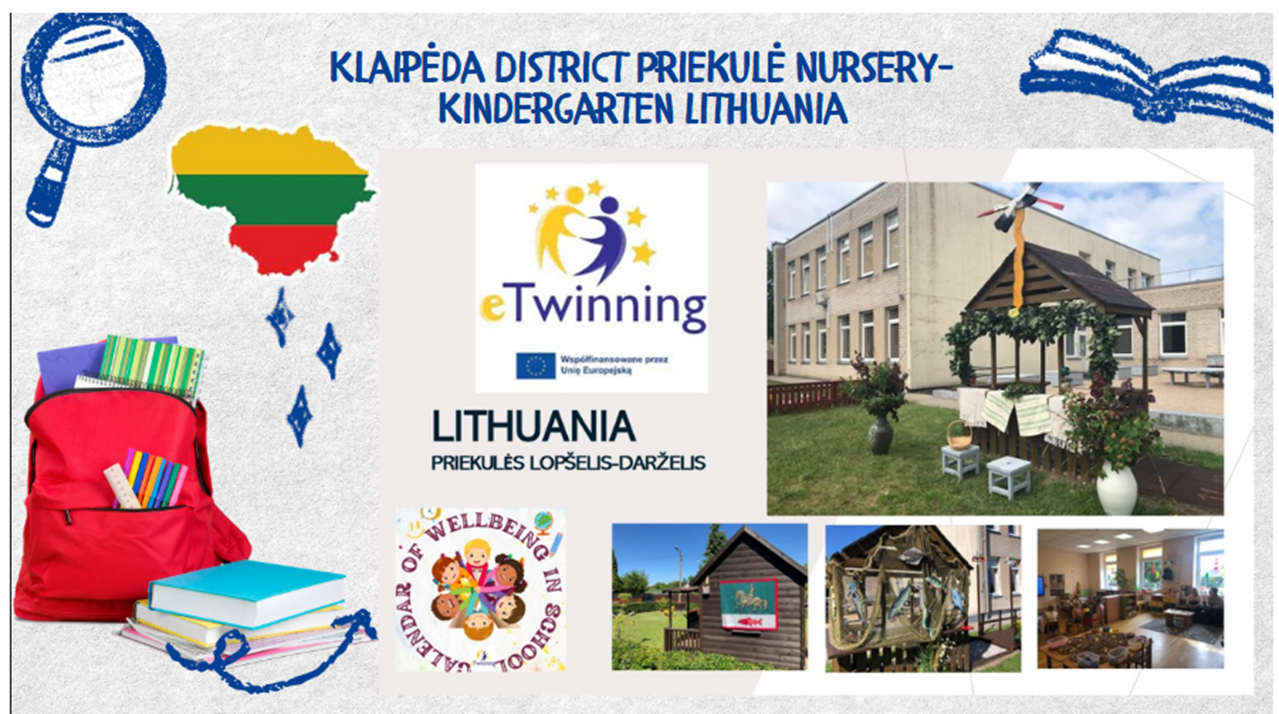 KLAIPĖDA DISTRICT PRIEKULĖ NURSERY-
KINDERGARTEN LITHUANIA
eTwinning
Współfinansowane przez
Unię Europejską
LITHUANIA
PRIEKULĖS LOPŠELIS-DARŽELIS
CALENDAR OF WELLBEING IN SCHOOL
eTwinning